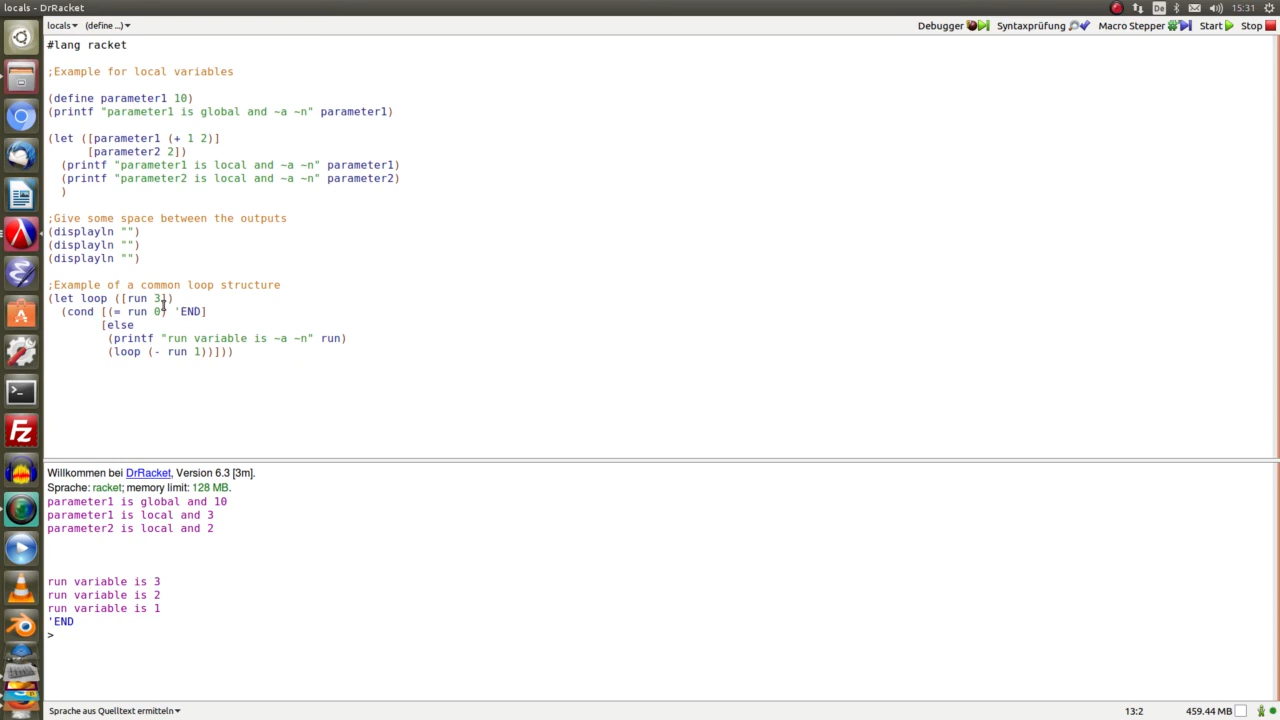 locals - DrRacket
De
15:31
locals (define ...)
Debugger Syntaxprüfung Macro Stepper Start Stop
#lang racket
;Example for local variables
(define parameter1 10)
(printf "parameter1 is global and ~a ~n" parameter1)
(let ([parameter1 (+ 1 2)]
[parameter2 2])
(printf "parameter1 is local and ~a ~n" parameter1)
(printf "parameter2 is local and ~a ~n" parameter2)
)
;Give some space between the outputs
(displayln "")
(displayln "")
(displayln "")
;Example of a common loop structure
(let loop ([run 3])
(cond [(= run 0) 'END]
[else
(printf "run variable is ~a ~n" run)
(loop (- run 1))]))
Willkommen bei DrRacket, Version 6.3 [3m].
Sprache: racket; memory limit: 128 MB.
parameter1 is global and 10
parameter1 is local and 3
parameter2 is local and 2
run variable is 3
run variable is 2
run variable is 1
'END
>
Sprache aus Quelltext ermitteln
13:2
459.44 MB
Fz